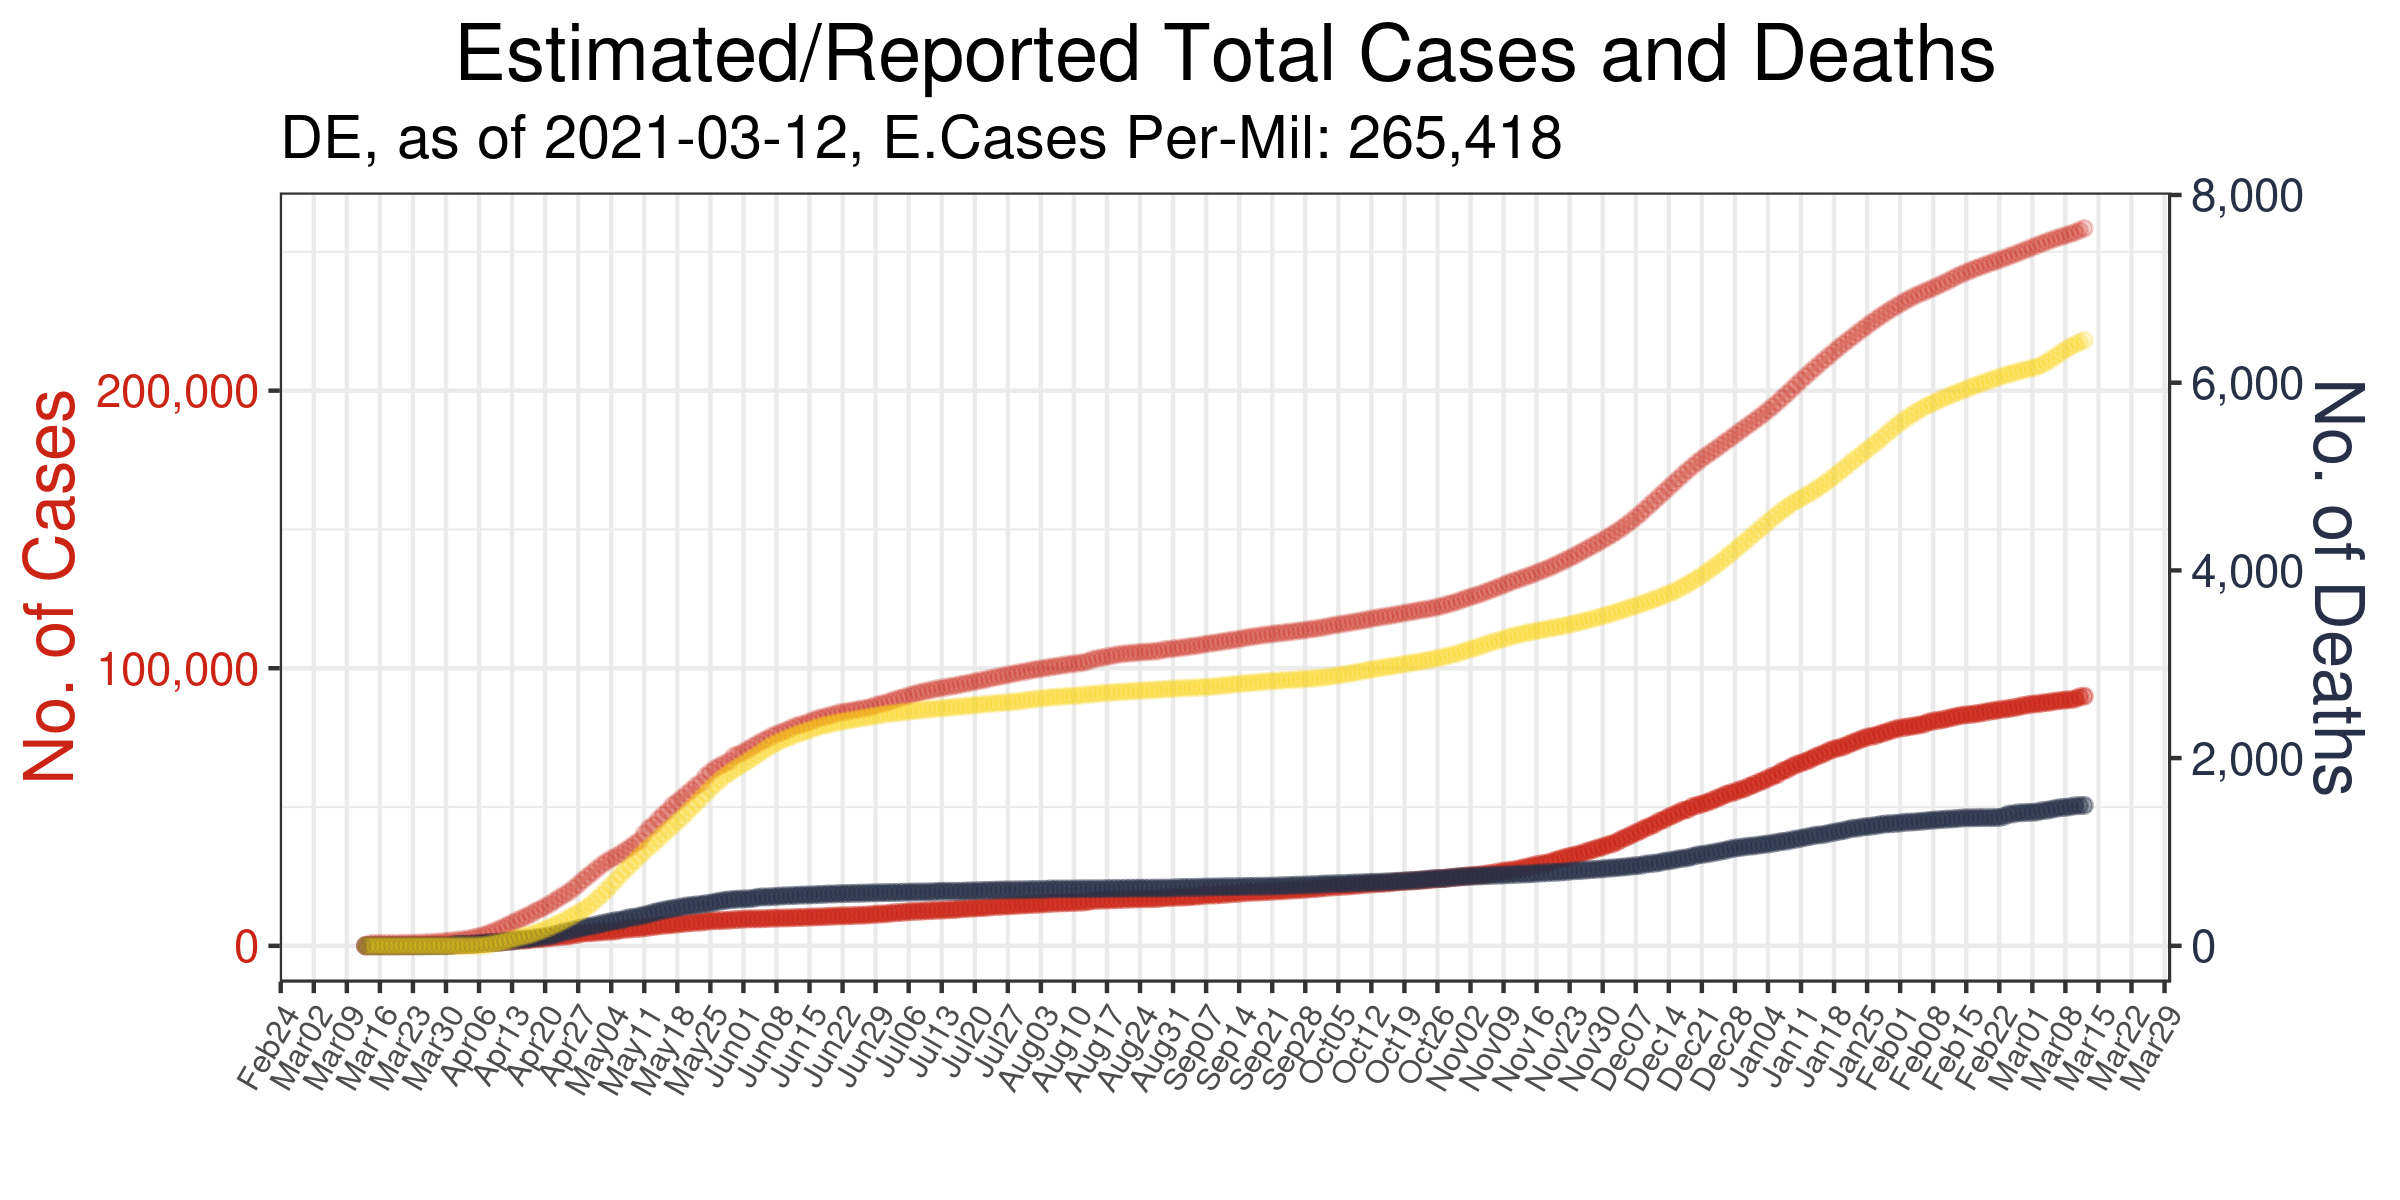 Estimated/Reported Total Cases and Deaths
DE, as of 2021-03-12, E.Cases Per-Mil: 265,418
No. of Cases
200,000
100,000
0
8,000
6,000
4,000
2,000
0
No. of Deaths
Feb24
Mar02
Mar09
Mar16
Mar23
Mar30
Apr06
Apr13
Apr20
Apr27
May04
May11
May18
May25
Jun01
Jun08
Jun15
Jun22
Jun29
Jul06
Jul13
Jul20
Jul27
Aug03
Aug10
Aug17
Aug24
Aug31
Sep07
Sep14
Sep21
Sep28
Oct05
Oct12
Oct19
Oct26
Nov02
Nov09
Nov16
Nov23
Nov30
Dec07
Dec14
Dec21
Dec28
Jan04
Jan11
Jan18
Jan25
Feb01
Feb08
Feb15
Feb22
Mar01
Mar08
Mar15
Mar22
Mar29